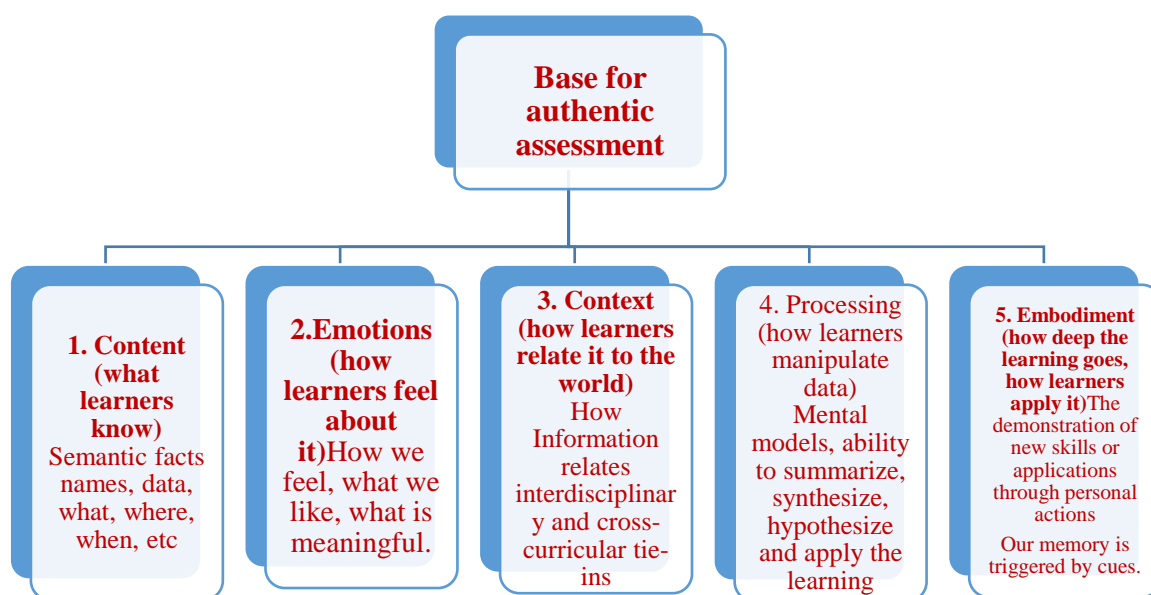 Base for
authentic
assessment
1. Content
(what
learners
know)
Semantic facts
names, data,
what, where,
when, etc
2.Emotions
(how
learners feel
about
it)How we
feel, what we
like, what is
meaningful.
3. Context
(how learners
relate it to the
world)
How
Information
relates
interdisciplinar
y and cross-
curricular tie-
ins
4. Processing
(how learners
manipulate
data)
Mental
models, ability
to summarize,
synthesize,
hypothesize
and apply the
learning
5. Embodiment
(how deep the
learning goes,
how learners
apply it)The
demonstration of
new skills or
applications
through personal
actions
Our memory is
triggered by cues.